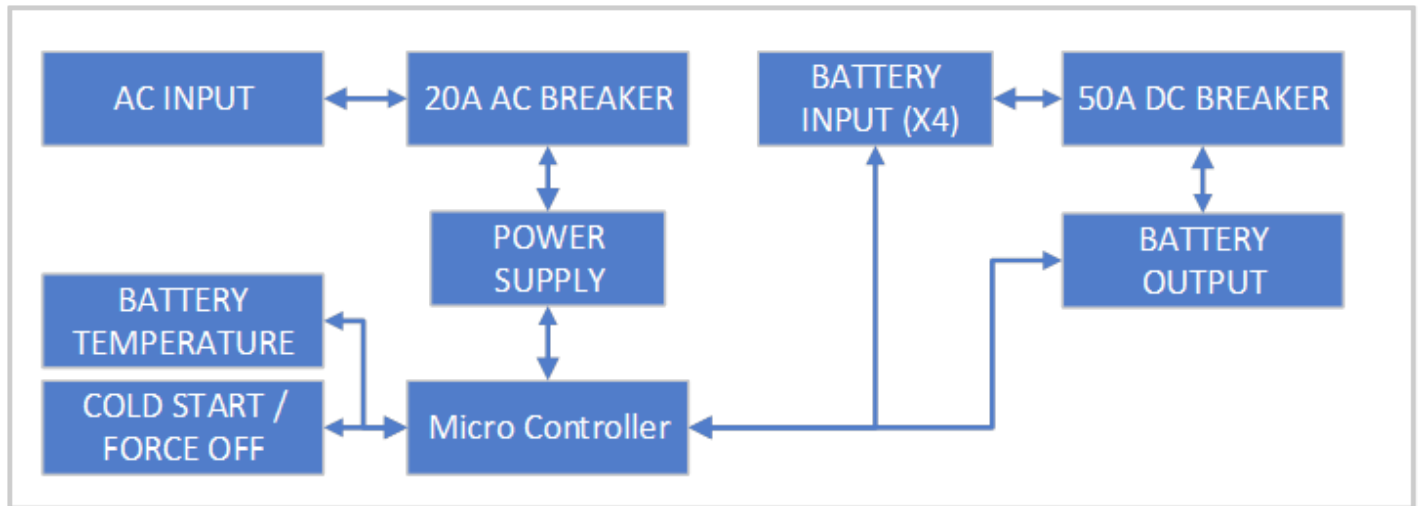 AC INPUT
20A AC BREAKER
BATTERY
INPUT (X4)
50A DC BREAKER
POWER
SUPPLY
BATTERY
OUTPUT
BATTERY
TEMPERATURE
COLD START /
FORCE OFF
Micro Controller